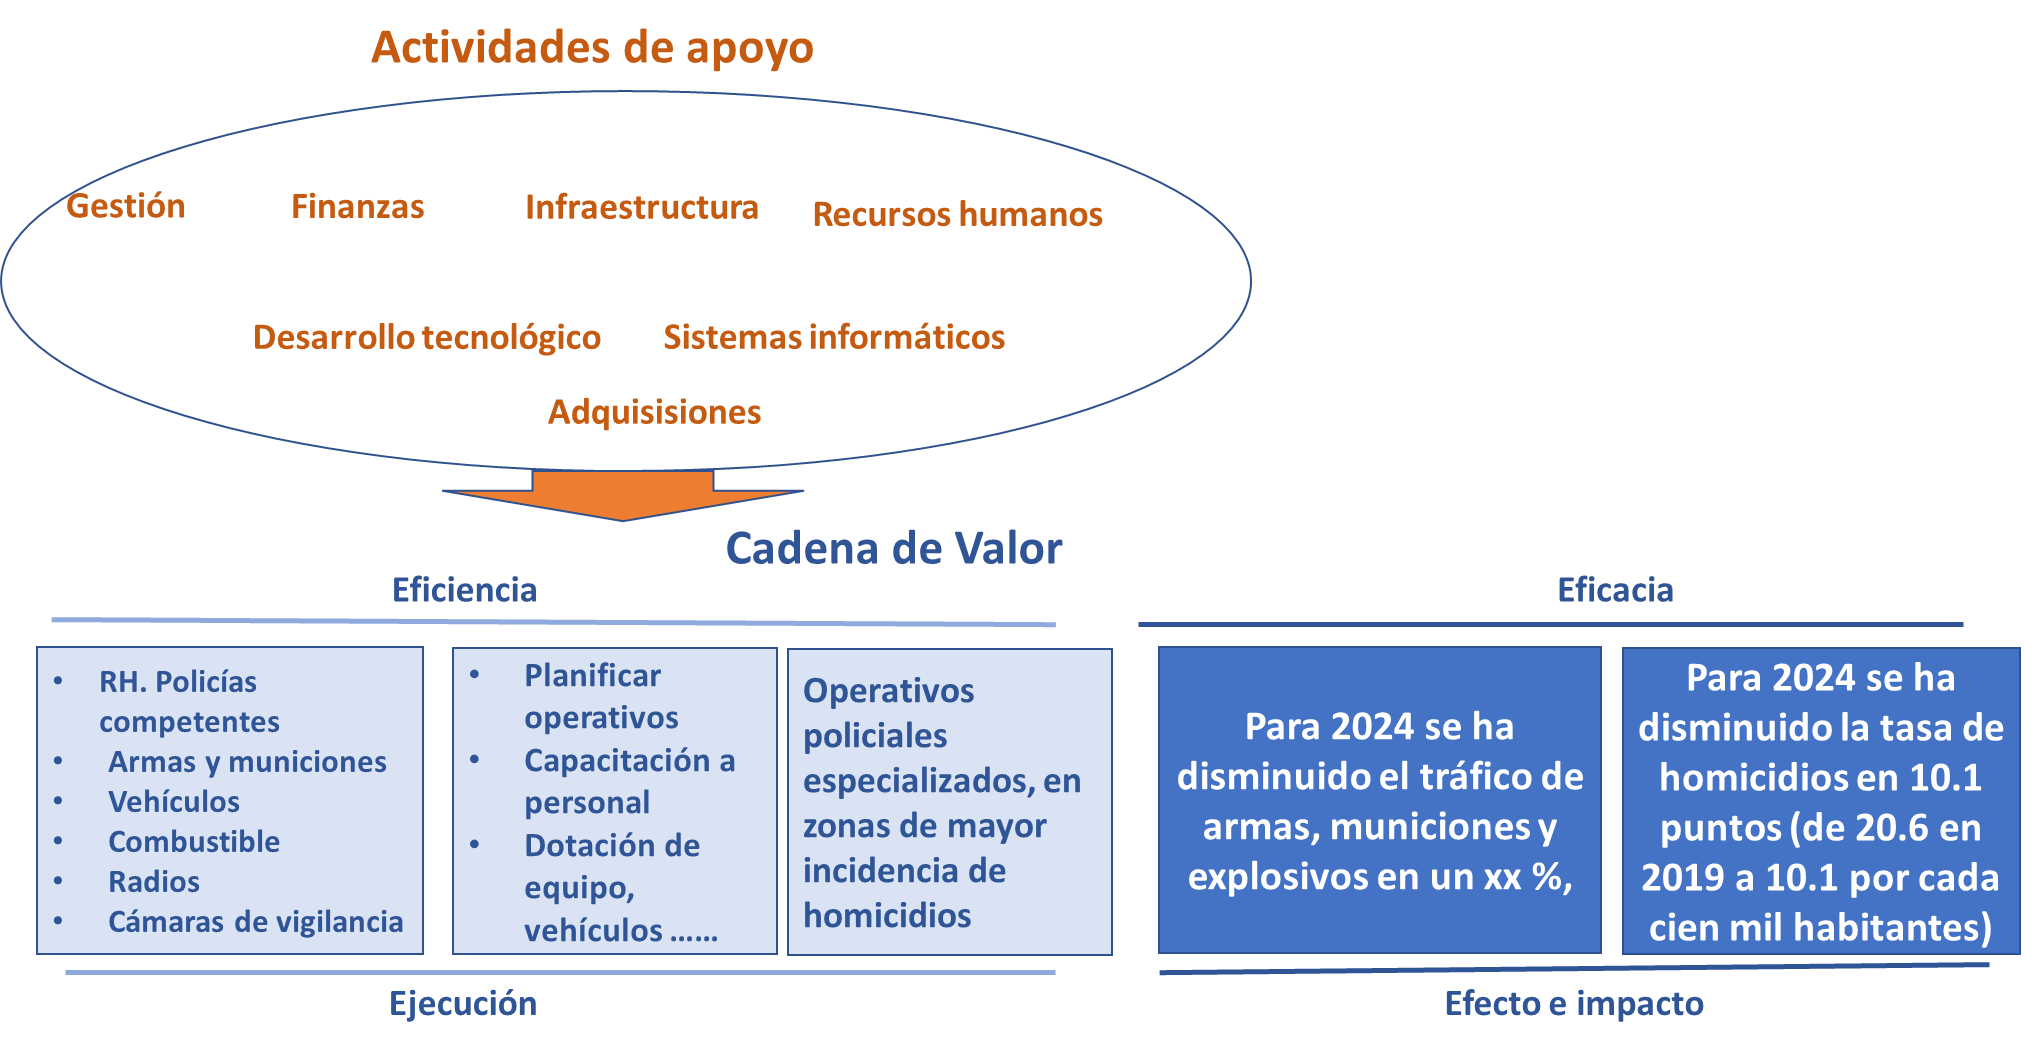 Actividades de apoyo
Gestión
Finanzas
Infraestructura
Recursos humanos
Desarrollo tecnológico
Sistemas informáticos
Adquisisiones
Cadena de Valor
Eficiencia
Eficacia
• RH. Policías
competentes
• Armas y municiones
• Vehículos
• Combustible
• Radios
• Cámaras de vigilancia
• Planificar
operativos
• Capacitación a
personal
• Dotación de
equipo,
vehículos ......
Operativos
policiales
especializados, en
zonas de mayor
incidencia de
homicidios
Para 2024 se ha
disminuido el tráfico de
armas, municiones y
explosivos en un xx %,
Para 2024 se ha
disminuido la tasa de
homicidios en 10.1
puntos (de 20.6 en
2019 a 10.1 por cada
cien mil habitantes)
Ejecución
Efecto e impacto